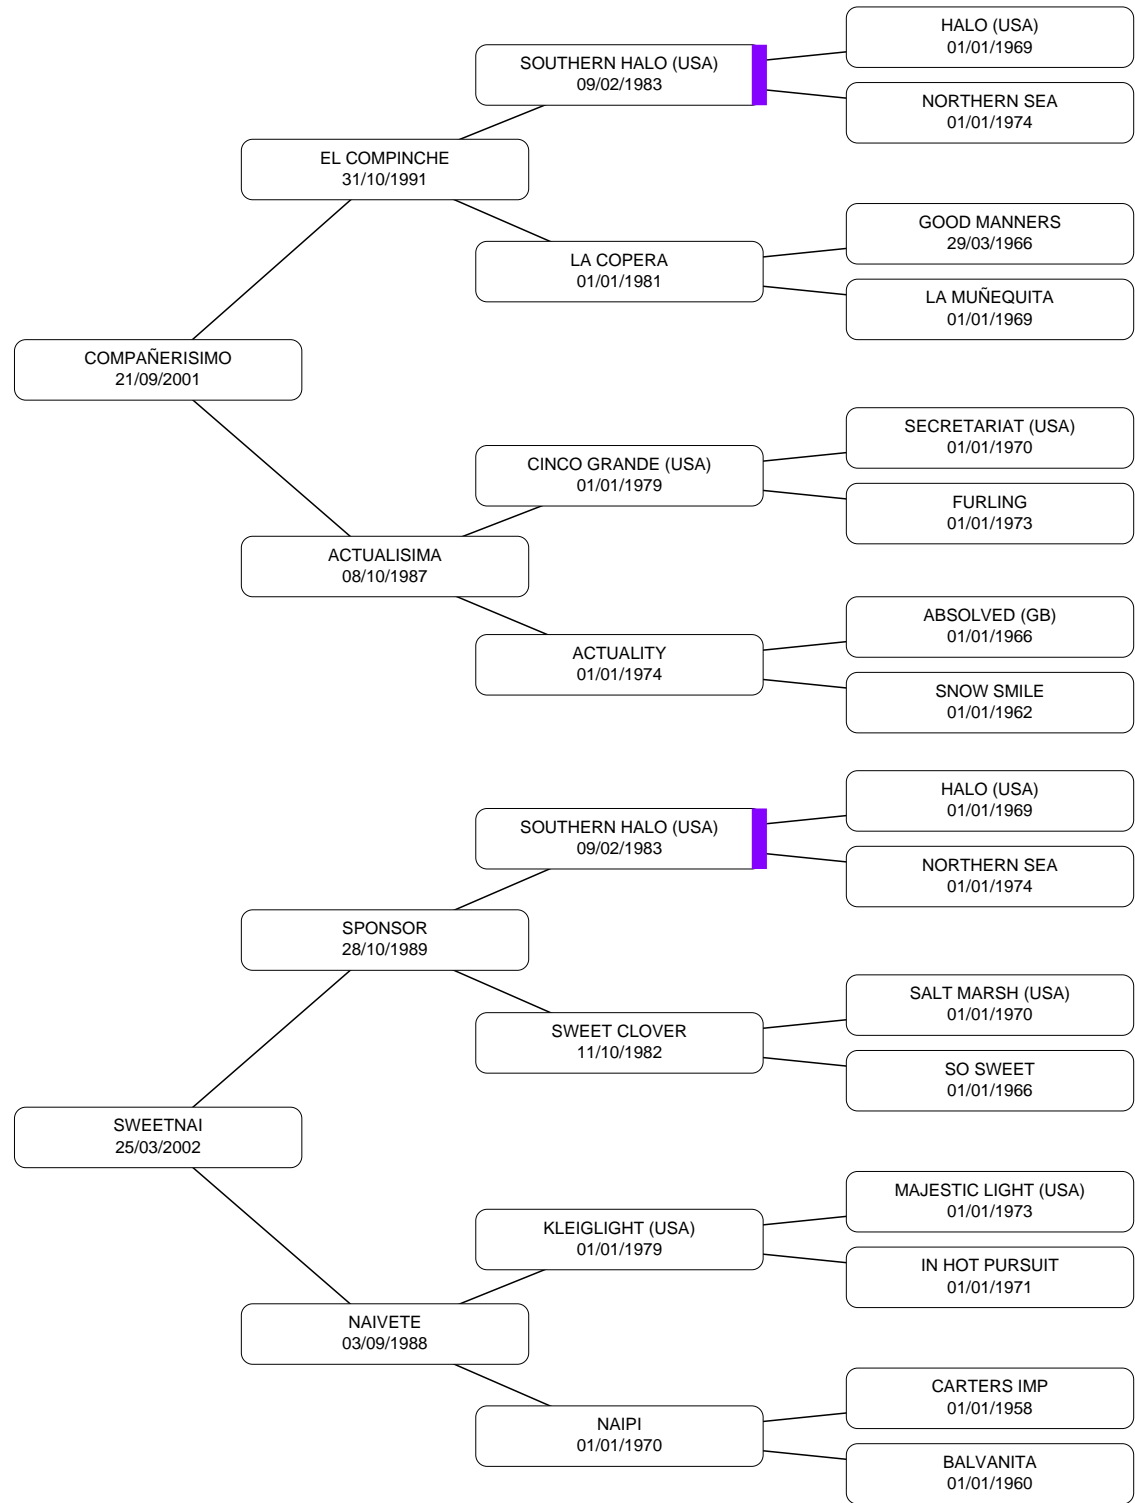 HALO (USA)
01/01/1969
SOUTHERN HALO (USA)
09/02/1983
NORTHERN SEA
01/01/1974
EL COMPINCHE
31/10/1991
GOOD MANNERS
29/03/1966
LA COPERA
01/01/1981
LA MUÑEQUITA
01/01/1969
COMPAÑERISIMO
21/09/2001
SECRETARIAT (USA)
01/01/1970
CINCO GRANDE (USA)
01/01/1979
FURLING
01/01/1973
ACTUALISIMA
08/10/1987
ABSOLVED (GB)
01/01/1966
ACTUALITY
01/01/1974
SNOW SMILE
01/01/1962
HALO (USA)
01/01/1969
SOUTHERN HALO (USA)
09/02/1983
NORTHERN SEA
01/01/1974
SPONSOR
28/10/1989
SALT MARSH (USA)
01/01/1970
SWEET CLOVER
11/10/1982
SO SWEET
01/01/1966
SWEETNAI
25/03/2002
MAJESTIC LIGHT (USA)
01/01/1973
KLEIGLIGHT (USA)
01/01/1979
IN HOT PURSUIT
01/01/1971
NAIVETE
03/09/1988
CARTERS IMP
01/01/1958
NAIPI
01/01/1970
BALVANITA
01/01/1960